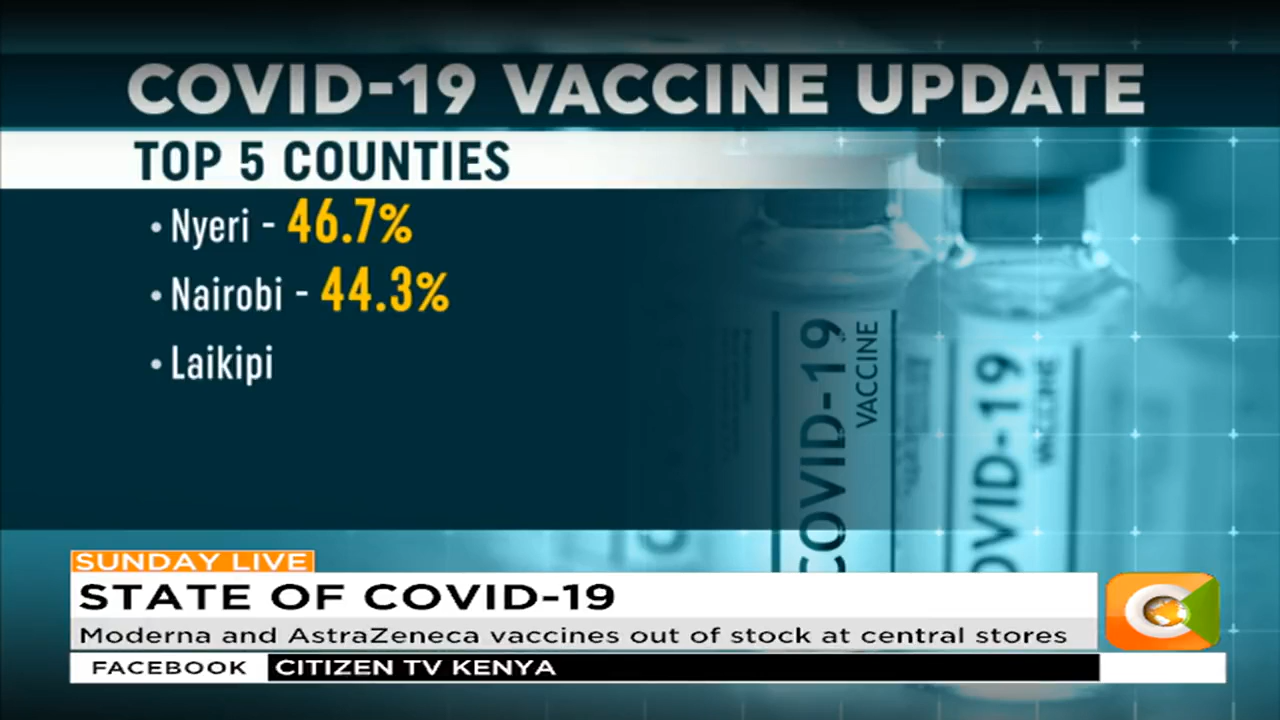 COVID-19 VACCINE UPDATE
TOP 5 COUNTIES
• Nyeri - 46.7%
• Nairobi - 44.3%
• Laikipi
COVID-19
VACCINE
COVID-19
VACCINE
SUNDAY LIVE
STATE OF COVID-19
Moderna and AstraZeneca vaccines out of stock at central stores
FACEBOOK
CITIZEN TV KENYA